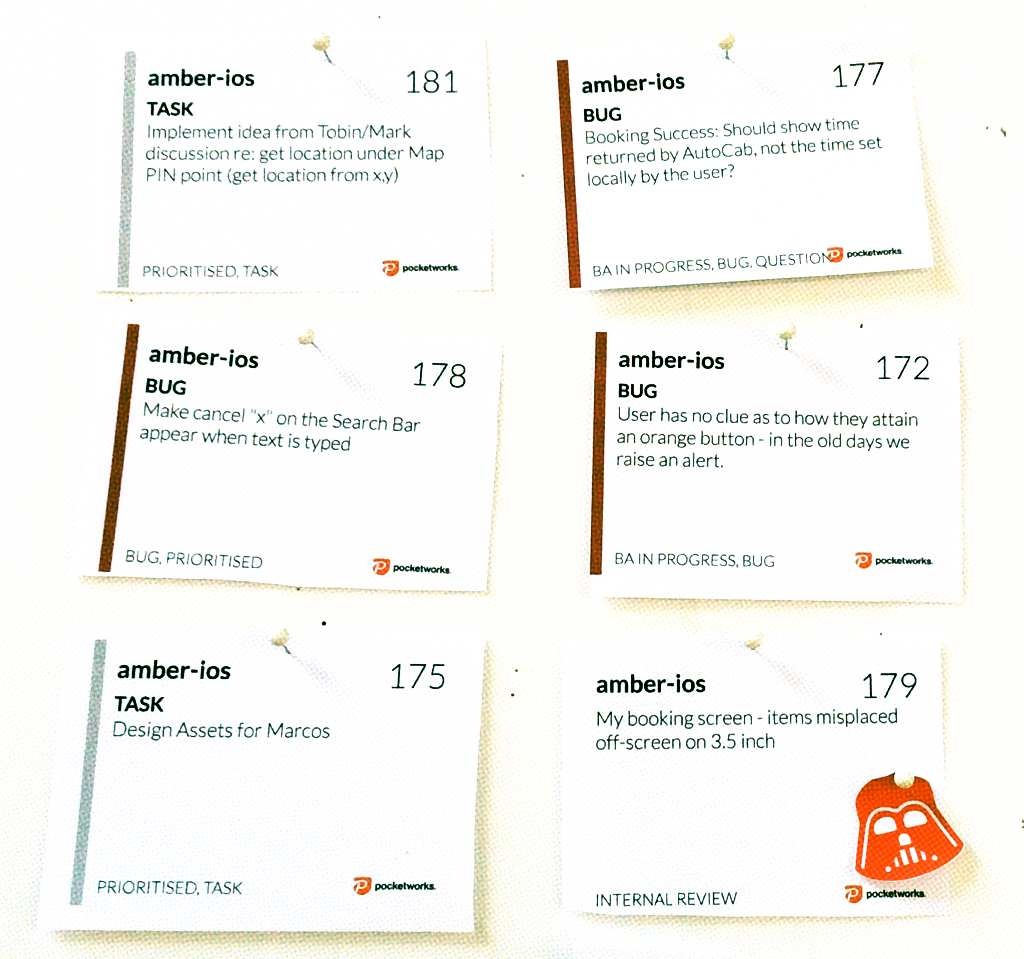 amber-ios
181
TASK
Implement idea from Tobin/Mark
discussion re: get location under Map
PIN point (get location from x,y)
PRIORITISED, TASK
pocketworks
amber-ios
177
BUG
Booking Success: Should show time
returned by AutoCab, not the time set
locally by the user?
BA IN PROGRESS, BUG, QUESTION
pocketworks
amber-ios
178
BUG
Make cancel "x" on the Search Bar
appear when text is typed
BUG, PRIORITISED
pocketworks
amber-ios
172
BUG
User has no clue as to how they attain
an orange button - in the old days we
raise an alert.
BA IN PROGRESS, BUG
pocketworks
amber-ios
175
TASK
Design Assets for Marcos
PRIORITISED, TASK
pocketworks
amber-ios
179
My booking screen - items misplaced
off-screen on 3.5 inch
INTERNAL REVIEW
pocketworks